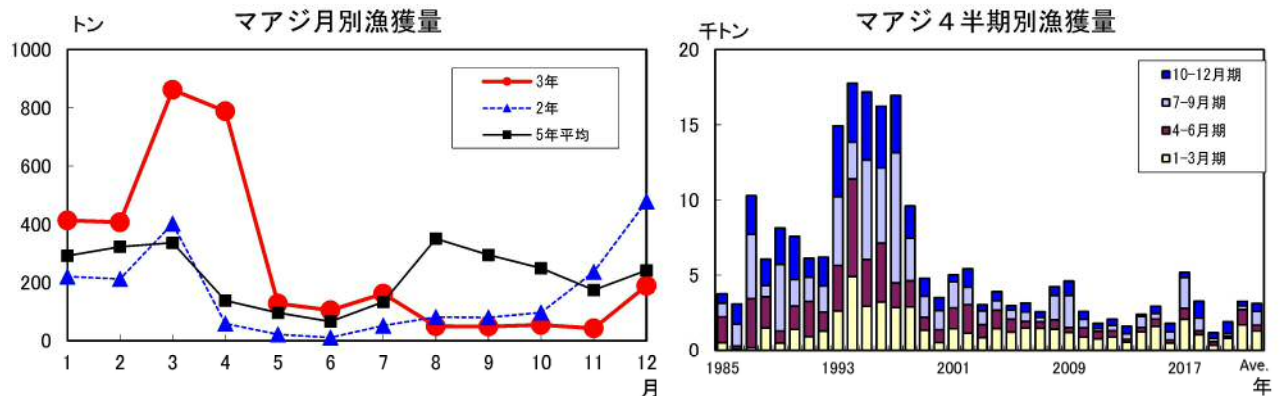 マアジ月別漁獲量
トン
1000
800
600
400
200
0
3年
2年
5年平均
1 2 3 4 5 6 7 8 9 10 11 12
月
マアジ4半期別漁獲量
千トン
20
15
10
5
0
10-12月期
7-9月期
4-6月期
1-3月期
1985 1993 2001 2009 2017 Ave.
年